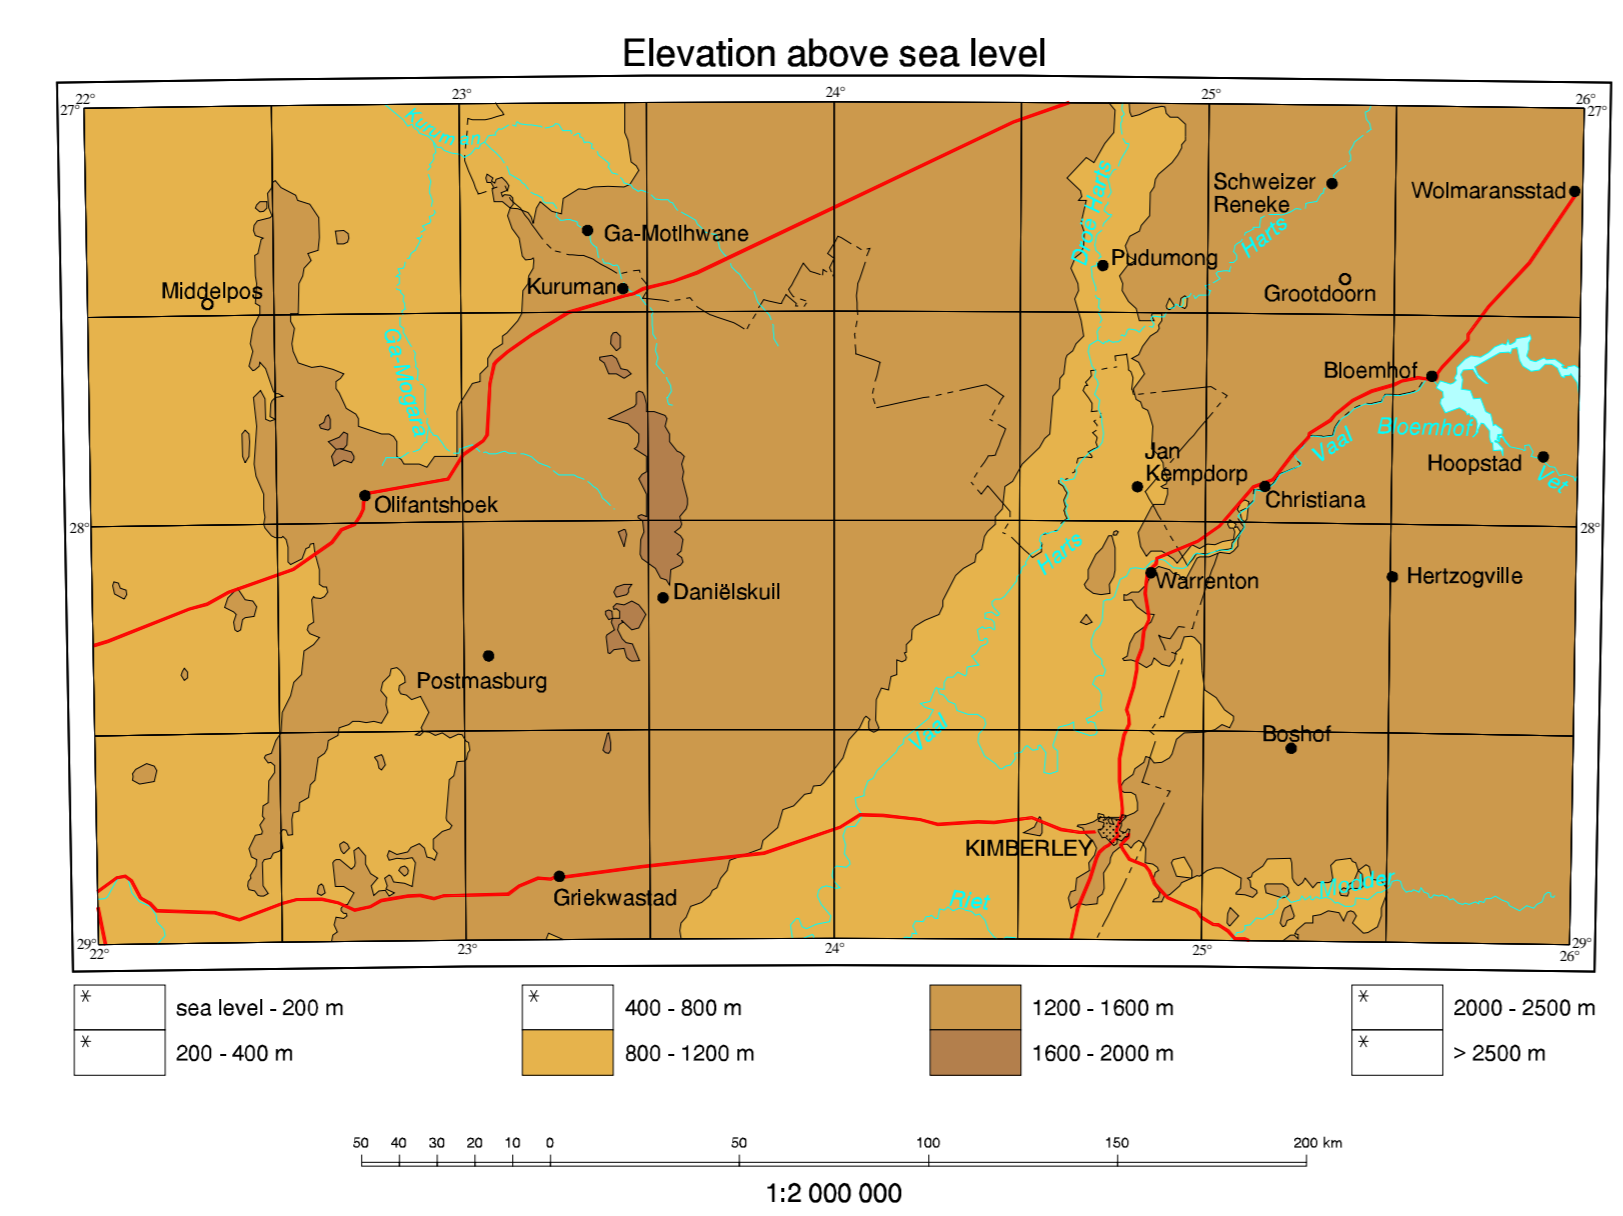 Elevation above sea level
22°
23°
24°
25°
26°
27°
27°
Kuruman
Droë Harts
Schweizer
Reneke
Wolmaransstad
Ga-Motlhwane
Harts
Pudumong
Middelpos
Kuruman
Grootdoorn
Ga-Mogara
Bloemhof
Bloemhof
Vaal
Jan
Kempdorp
Hoopstad
Vet
Olifantshoek
Christiana
28°
28°
Harts
Daniëlskuil
Warrenton
Hertzogville
Postmasburg
Vaal
Boshof
KIMBERLEY
Griekwastad
Riet
Modder
29°
29°
22°
23°
24°
25°
26°
* sea level - 200 m
* 400 - 800 m
1200 - 1600 m
* 2000 - 2500 m
* 200 - 400 m
800 - 1200 m
1600 - 2000 m
* > 2500 m
50 40 30 20 10 0 50 100 150 200 km
1:2 000 000